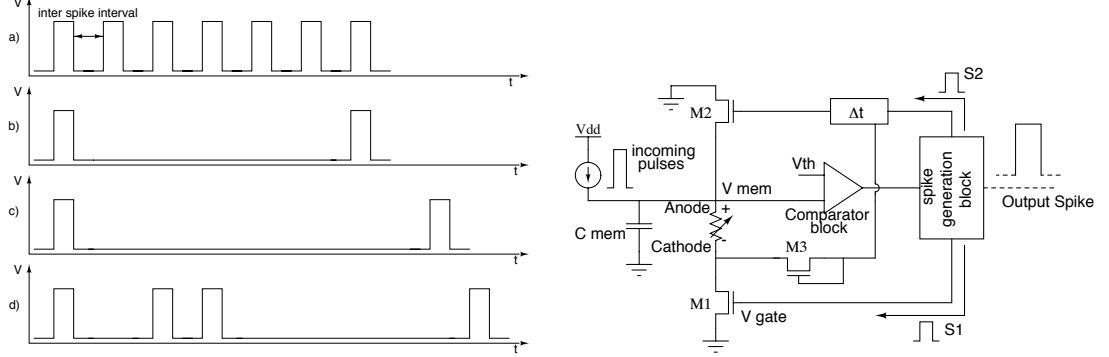 V
inter spike interval
a)
t
V
b)
t
V
c)
t
V
d)
t
S2
M2
Δt
Vdd
incoming
pulses
Vth
V mem
spike
generation
block
Output Spike
Anode +
Comparator
block
C mem
Cathode -
M3
M1
V gate
S1